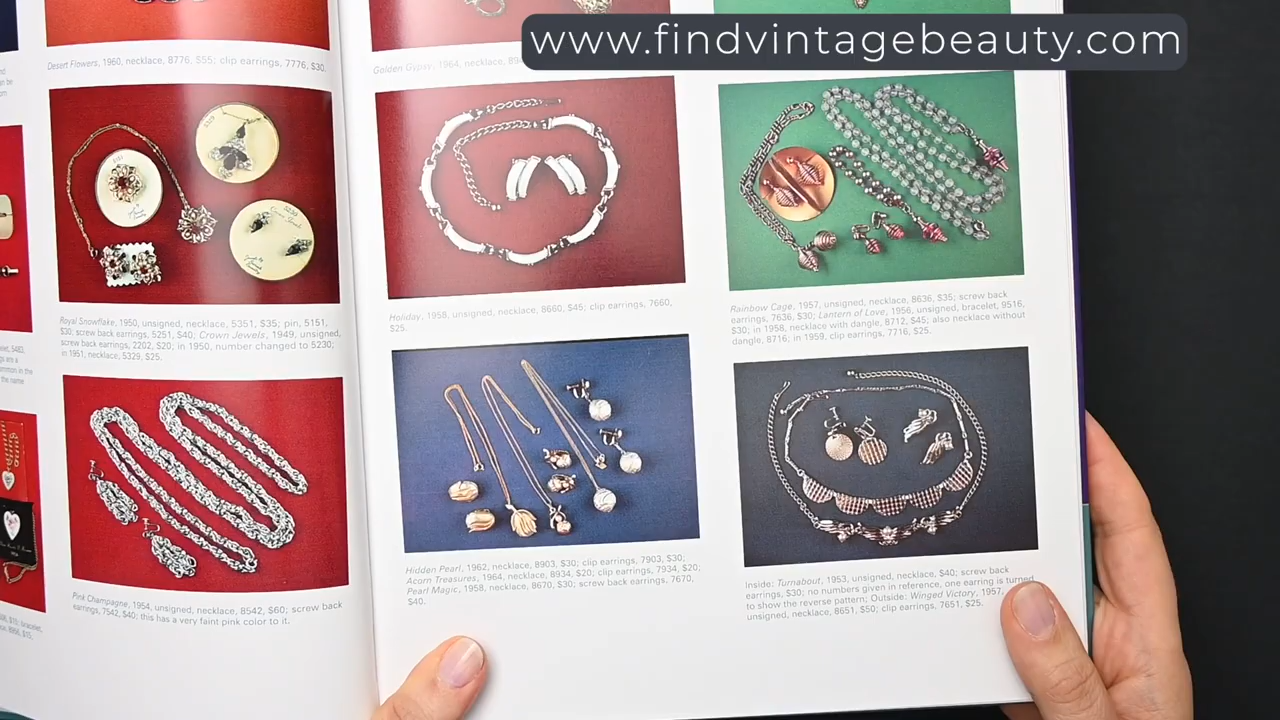 www.findvintagebeauty.com
Desert Flowers, 1960, necklace, 8776, $55; clip earrings, 7776, $30.
Royal Snowflake, 1950, unsigned, necklace, 5351, $35; pin, 5151,
$30; screw back earrings, 5251, $40; Crown Jewels, 1949, unsigned,
screw back earrings, 2202, $20; in 1950, number changed to 5230;
in 1951, necklace, 5329, $25.
Pink Champagne, 1954, unsigned, necklace, 8542, $60; screw back
earrings, 7542, $40; this has a very faint pink color to it.
Golden Gypsy, 1964, necklace,
Holiday, 1958, unsigned, necklace, 8660, $45; clip earrings, 7660,
$25.
Hidden Pearl, 1962, necklace, 8903, $30; clip earrings, 7903, $30;
Acorn Treasures, 1964, necklace, 8934, $20; clip earrings, 7934, $20;
Pearl Magic, 1958, necklace, 8670, $30; screw back earrings, 7670,
$40.
Rainbow Cage, 1957, unsigned, necklace, 8636, $35; screw back
earrings, 7636, $30; Lantern of Love, 1956, unsigned, bracelet, 9516,
$30; in 1958, necklace with dangle, 8712, $45; also necklace without
dangle, 8716; in 1959, clip earrings, 7716, $25.
Inside: Turnabout, 1953, unsigned, necklace, $40; screw back
earrings, $30; no numbers given in reference, one earring is turned
to show the reverse pattern; Outside: Winged Victory, 1957,
unsigned, necklace, 8651, $50; clip earrings, 7651, $25.